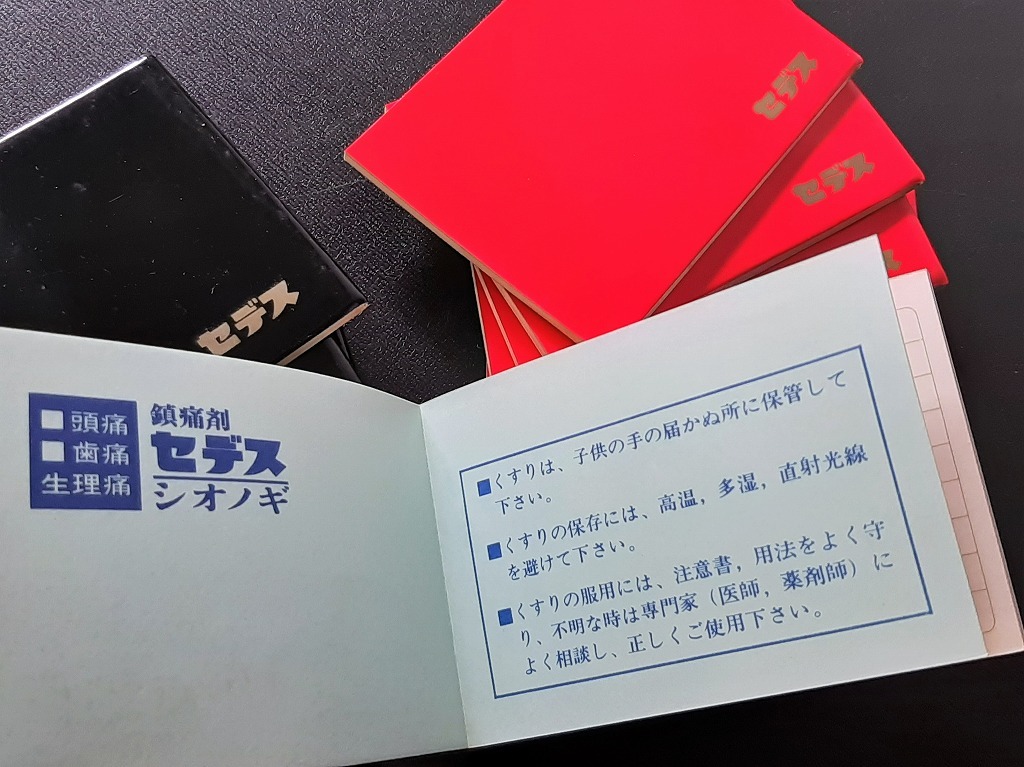 セデス
セデス
セデス
頭痛
歯痛
生理痛
鎮痛剤
セデス
シオノギ
■くすりは、子供の手の届かぬ所に保管して
下さい。
■くすりの保存には、高温，多湿，直射光線
を避けて下さい。
■くすりの服用には、注意書，用法をよく守
り、不明な時は専門家（医師，薬剤師）に
よく相談し、正しくご使用下さい。